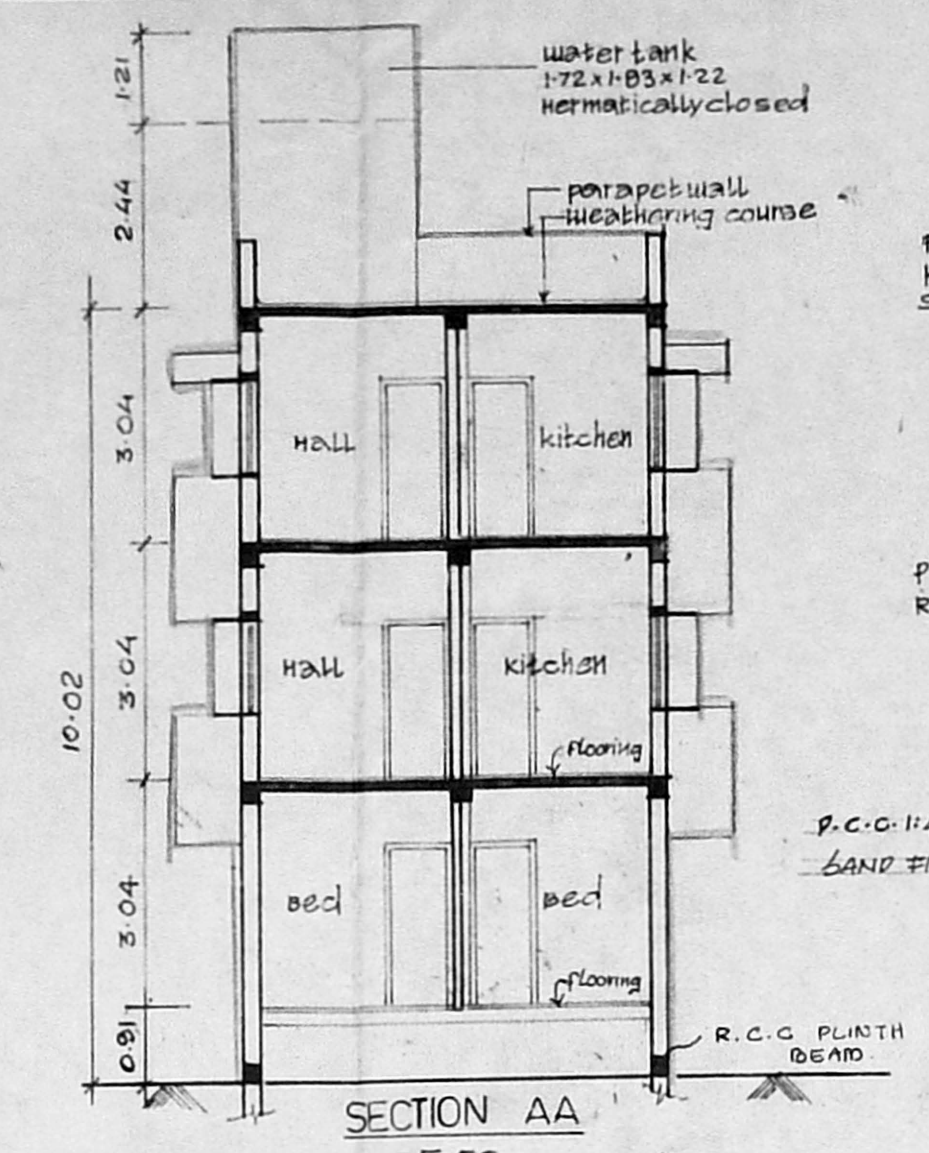 water tank
1.72 x 1.83 x 1.22
Hermatically closed
1.21
2.44
parapet wall
weathering course
3.04
Hall
kitchen
3.04
10.02
Hall
kitchen
flooring
3.04
Bed
Bed
flooring
0.91
R.C.C PLINTH
BEAM
P.C.C. 1:
SAND
SECTION AA